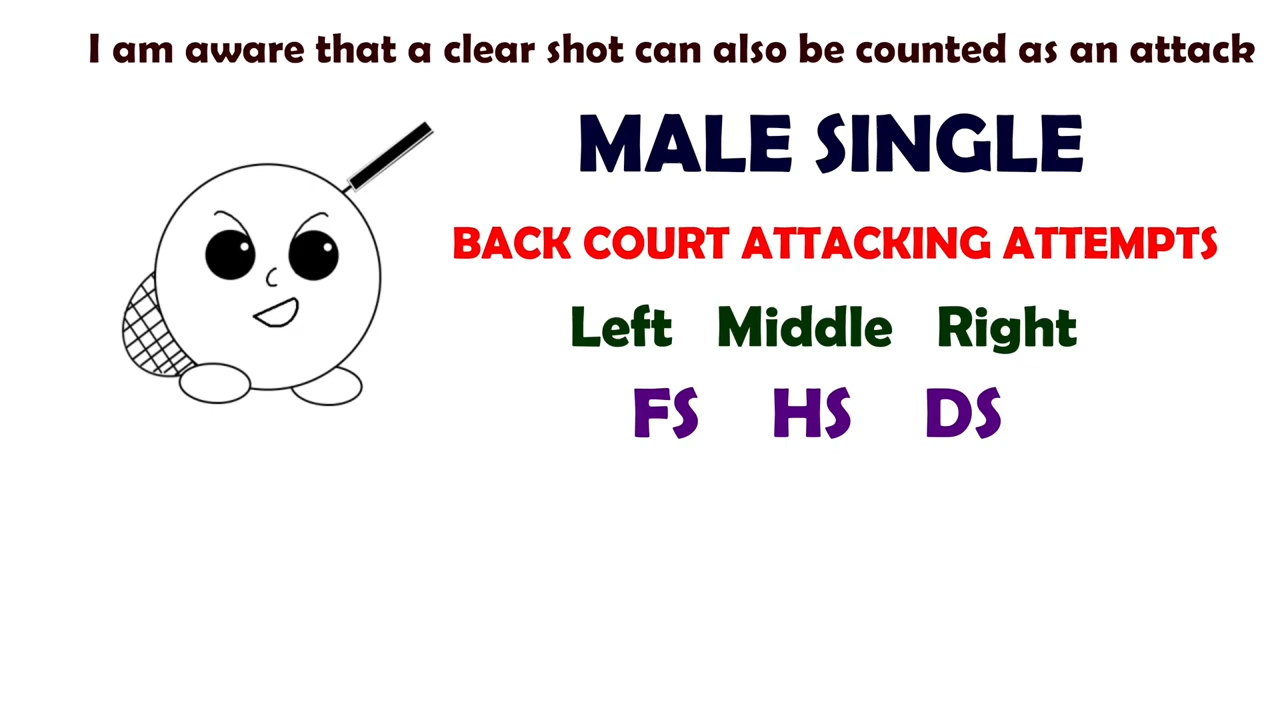 I am aware that a clear shot can also be counted as an attack
MALE SINGLE
BACK COURT ATTACKING ATTEMPTS
Left Middle Right
FS HS DS